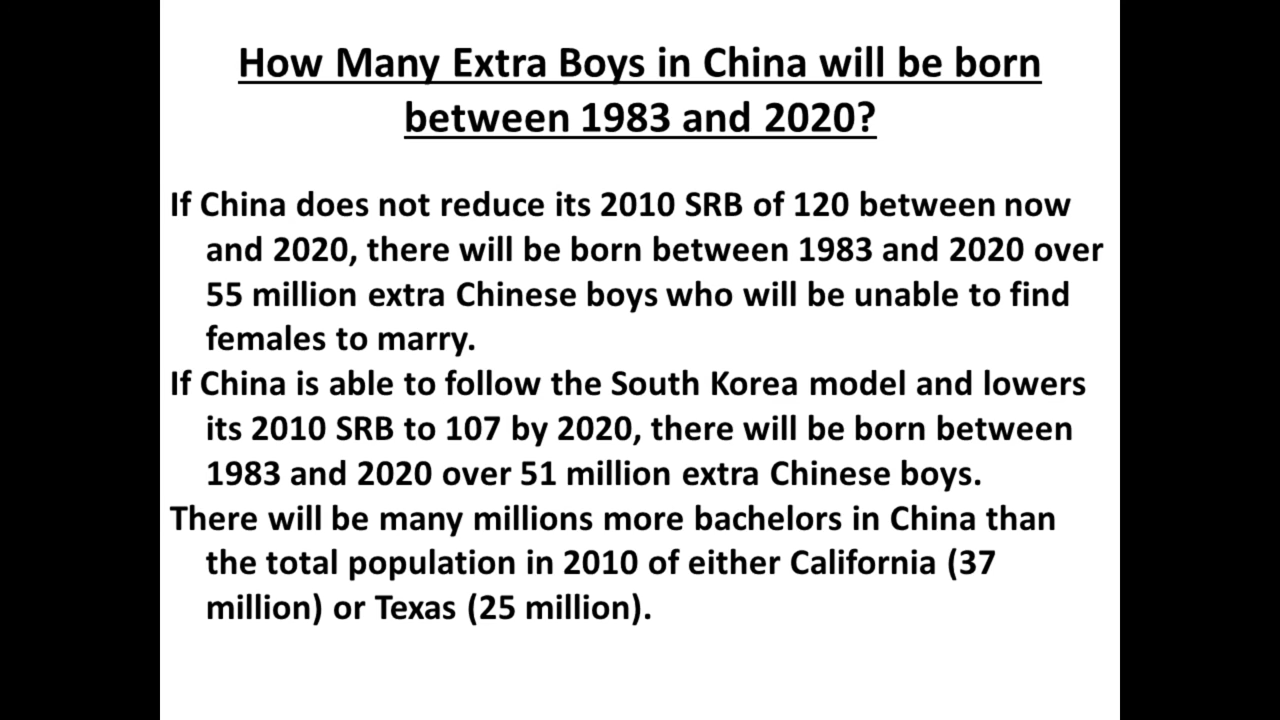 How Many Extra Boys in China will be born
between 1983 and 2020?
If China does not reduce its 2010 SRB of 120 between now
and 2020, there will be born between 1983 and 2020 over
55 million extra Chinese boys who will be unable to find
females to marry.
If China is able to follow the South Korea model and lowers
its 2010 SRB to 107 by 2020, there will be born between
1983 and 2020 over 51 million extra Chinese boys.
There will be many millions more bachelors in China than
the total population in 2010 of either California (37
million) or Texas (25 million).